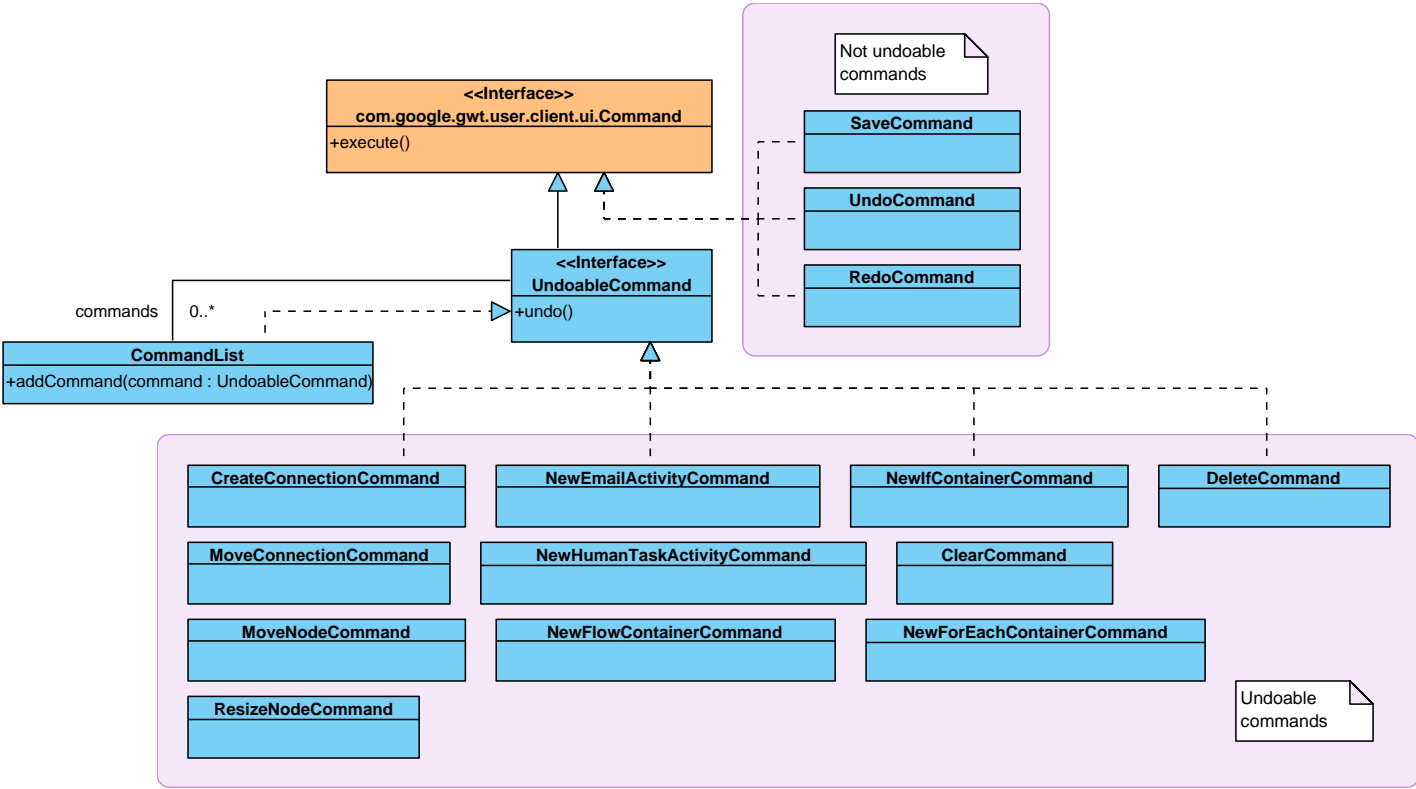 Not undoable
commands
<<Interface>>
com.google.gwt.user.client.ui.Command
+execute()
SaveCommand
UndoCommand
RedoCommand
<<Interface>>
UndoableCommand
+undo()
commands
0..*
CommandList
+addCommand(command : UndoableCommand)
CreateConnectionCommand
NewEmailActivityCommand
NewIfContainerCommand
DeleteCommand
MoveConnectionCommand
NewHumanTaskActivityCommand
ClearCommand
MoveNodeCommand
NewFlowContainerCommand
NewForEachContainerCommand
ResizeNodeCommand
Undoable
commands